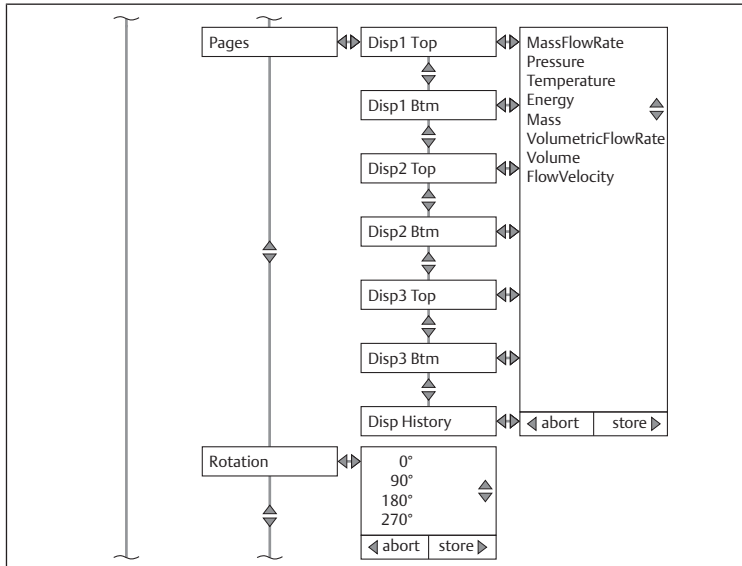 Pages
Disp1 Top
Disp1 Btm
Disp2 Top
Disp2 Btm
Disp3 Top
Disp3 Btm
Disp History
MassFlowRate
Pressure
Temperature
Energy
Mass
VolumetricFlowRate
Volume
FlowVelocity
abort store
Rotation
0°
90°
180°
270°
abort store